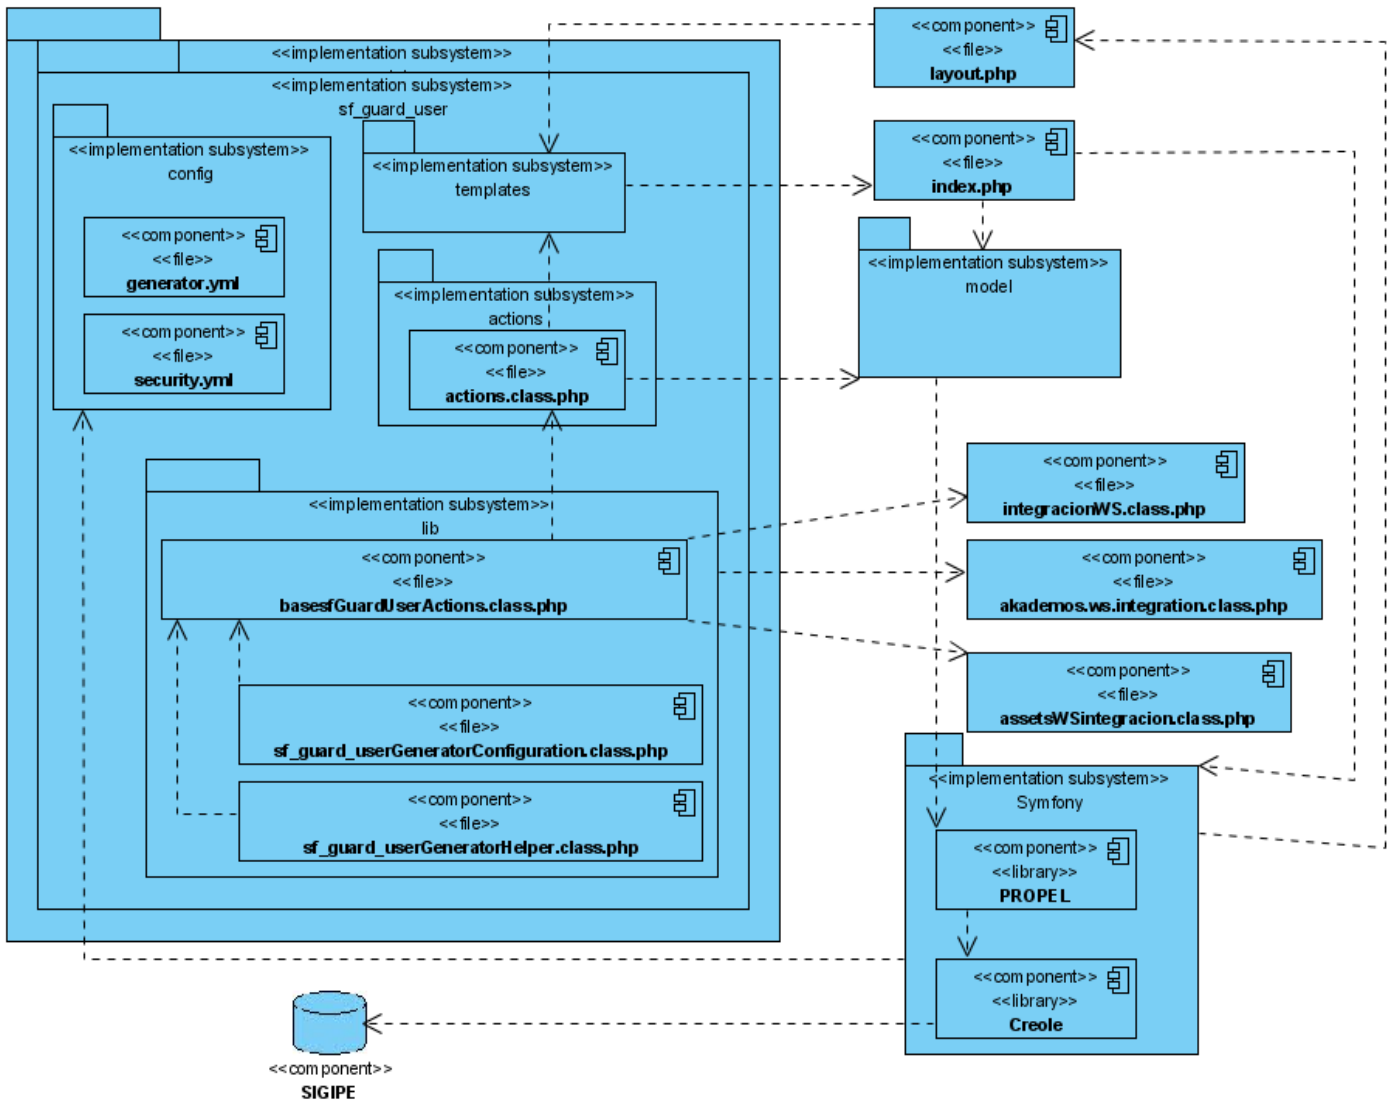 <<component>>
<<file>>
layout.php
<<implementation subsystem>>
<<implementation subsystem>>
sf_guard_user
<<implementation subsystem>>
config
<<component>>
<<file>>
generator.yml
<<component>>
<<file>>
security.yml
<<implementation subsystem>>
templates
<<component>>
<<file>>
index.php
<<implementation subsystem>>
model
<<implementation subsystem>>
actions
<<component>>
<<file>>
actions.class.php
<<implementation subsystem>>
lib
<<component>>
<<file>>
basesfGuardUserActions.class.php
<<component>>
<<file>>
sf_guard_userGeneratorConfiguration.class.php
<<component>>
<<file>>
sf_guard_userGeneratorHelper.class.php
<<component>>
<<file>>
integracionWS.class.php
<<component>>
<<file>>
akademos.ws.integration.class.php
<<component>>
<<file>>
assetsWSintegracion.class.php
<<implementation subsystem>>
Symfony
<<component>>
<<library>>
PROPEL
<<component>>
<<library>>
Creole
<<component>>
SIGIPE